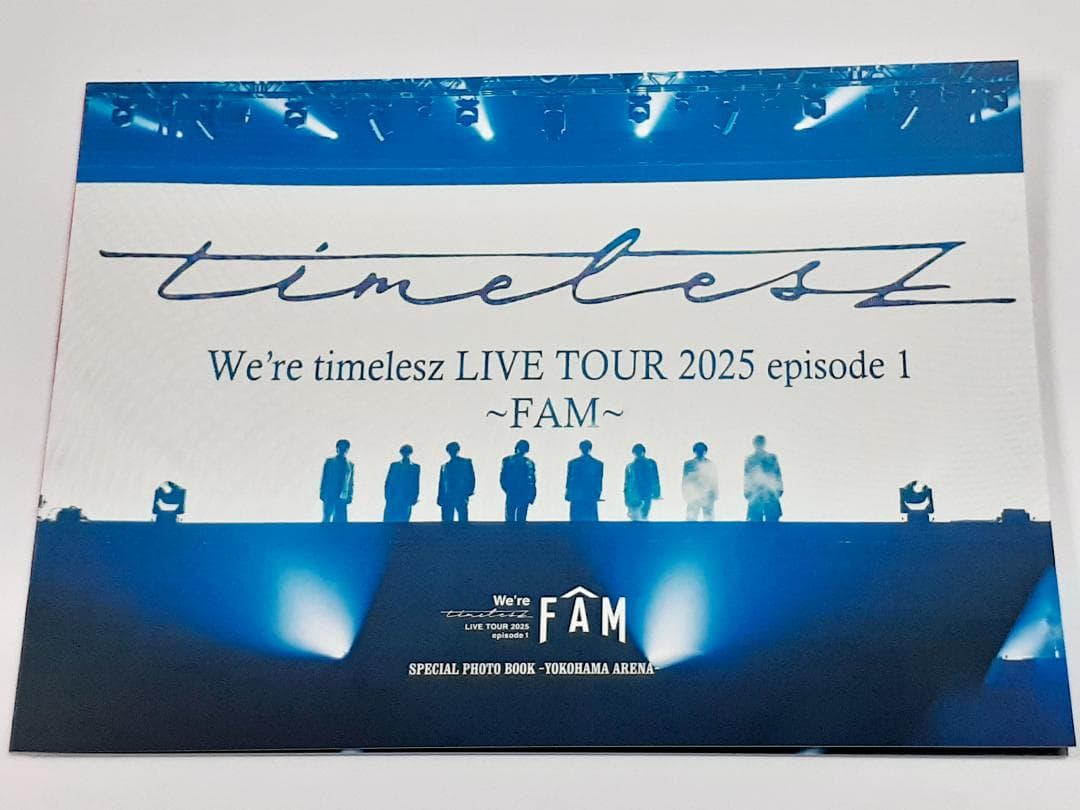 timelesz
We're timelesz LIVE TOUR 2025 episode 1
~FAM~
We're
timelesz
LIVE TOUR 2025
episode 1
FÂM
SPECIAL PHOTO BOOK -YOKOHAMA ARENA-